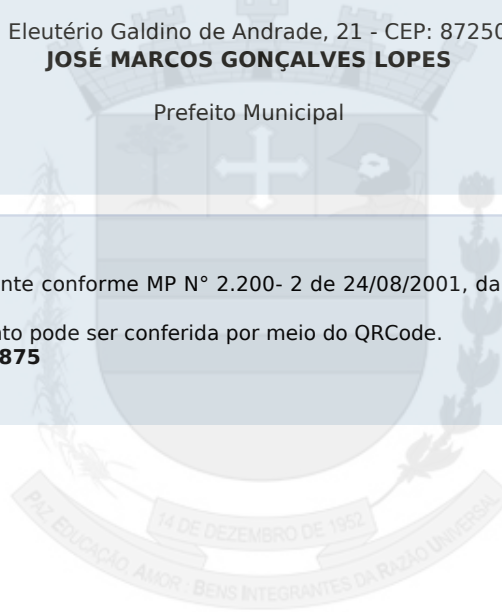 Eleutério Galdino de Andrade, 21 - CEP: 87250
JOSÉ MARCOS GONÇALVES LOPES
Prefeito Municipal
nte conforme MP N° 2.200- 2 de 24/08/2001, da
to pode ser conferida por meio do QRCode.
875
14 DE DEZEMBRO DE 1952
PAZ, EDUCAÇÃO, AMOR : BENS INTEGRANTES DA RAZÃO UNIVERSAL